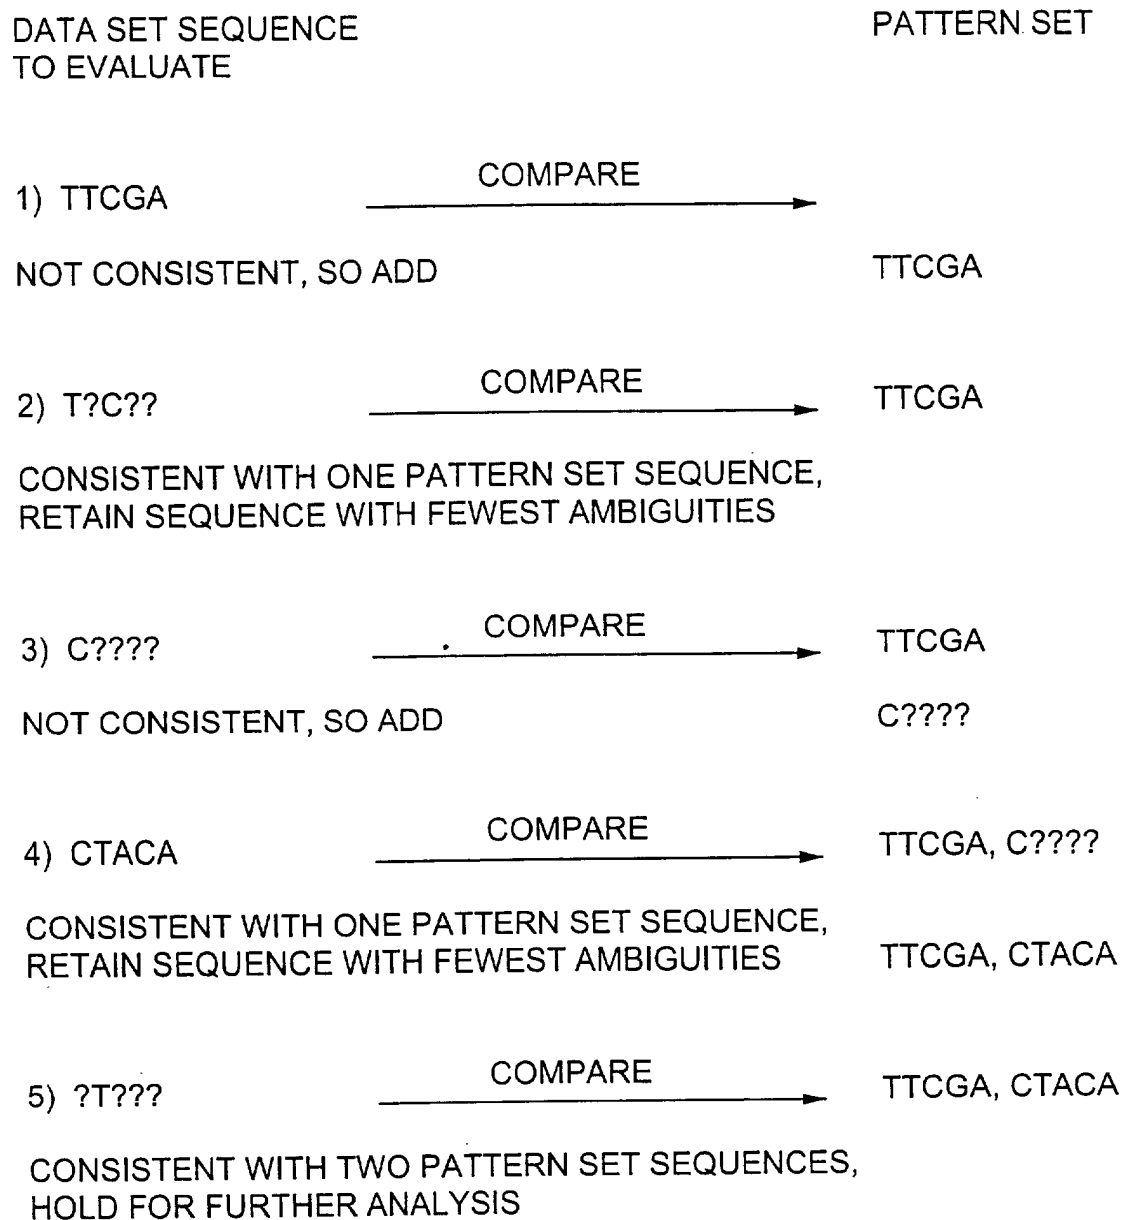 DATA SET SEQUENCE
TO EVALUATE
PATTERN SET
1) TTCGA
COMPARE
NOT CONSISTENT, SO ADD
TTCGA
2) T?C??
COMPARE
TTCGA
CONSISTENT WITH ONE PATTERN SET SEQUENCE,
RETAIN SEQUENCE WITH FEWEST AMBIGUITIES
3) C????
COMPARE
TTCGA
NOT CONSISTENT, SO ADD
C????
4) CTACA
COMPARE
TTCGA, C????
CONSISTENT WITH ONE PATTERN SET SEQUENCE,
RETAIN SEQUENCE WITH FEWEST AMBIGUITIES
TTCGA, CTACA
5) ?T???
COMPARE
TTCGA, CTACA
CONSISTENT WITH TWO PATTERN SET SEQUENCES,
HOLD FOR FURTHER ANALYSIS